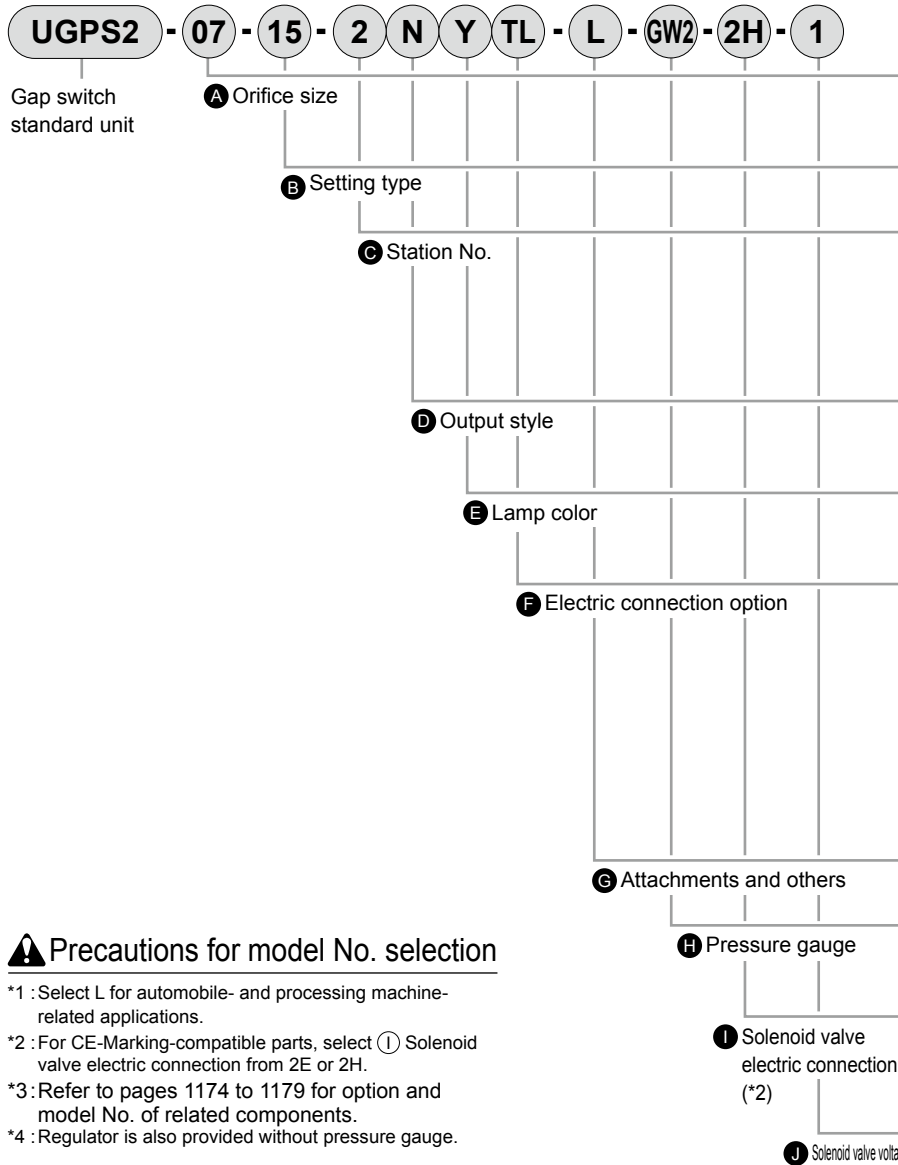 UGPS2 - 07 - 15 - 2 N Y TL - L - GW2 - 2H - 1
Gap switch
standard unit
A Orifice size
B Setting type
C Station No.
D Output style
E Lamp color
F Electric connection option
G Attachments and others
H Pressure gauge
I Solenoid valve
electric connection
(*2)
J Solenoid valve volta
Precautions for model No. selection
*1 : Select L for automobile- and processing machine-
related applications.
*2 : For CE-Marking-compatible parts, select I Solenoid
valve electric connection from 2E or 2H.
*3 : Refer to pages 1174 to 1179 for option and
model No. of related components.
*4 : Regulator is also provided without pressure gauge.